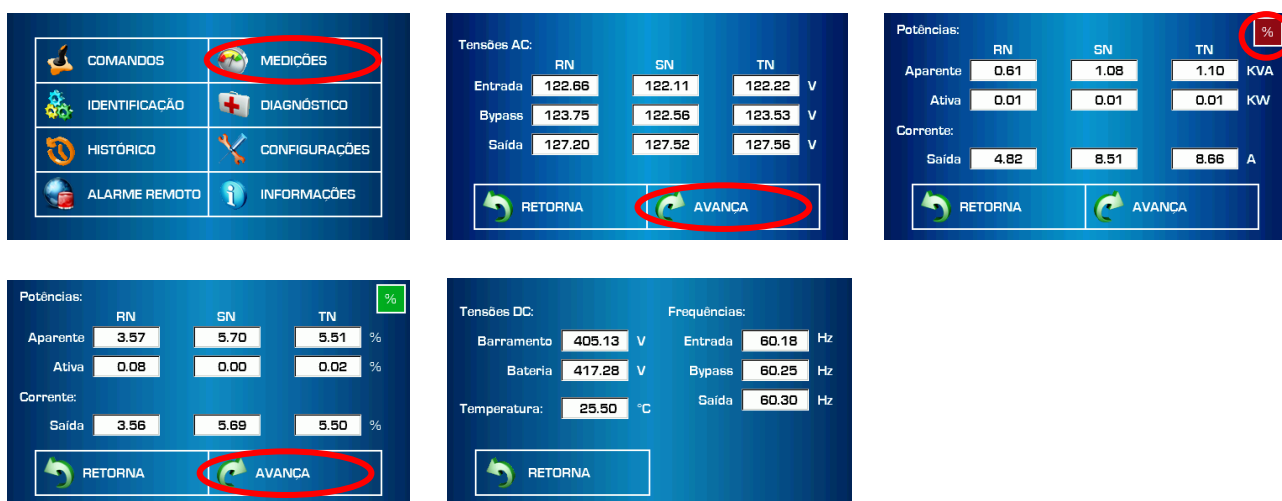 COMANDOS MEDIÇÕES
IDENTIFICAÇÃO DIAGNÓSTICO
HISTÓRICO CONFIGURAÇÕES
ALARME REMOTO INFORMAÇÕES
Tensões AC:
RN SN TN
Entrada 122.66 122.11 122.22 V
Bypass 123.75 122.56 123.53 V
Saída 127.20 127.52 127.56 V
RETORNA AVANÇA
Potências: %
RN SN TN
Aparente 0.61 1.08 1.10 KVA
Ativa 0.01 0.01 0.01 KW
Corrente:
Saída 4.82 8.51 8.66 A
RETORNA AVANÇA
Potências: %
RN SN TN
Aparente 3.57 5.70 5.51 %
Ativa 0.08 0.00 0.02 %
Corrente:
Saída 3.56 5.69 5.50 %
RETORNA AVANÇA
Tensões DC: Frequências:
Barramento 405.13 V Entrada 60.18 Hz
Bateria 417.28 V Bypass 60.25 Hz
Temperatura: 25.50 °C Saída 60.30 Hz
RETORNA